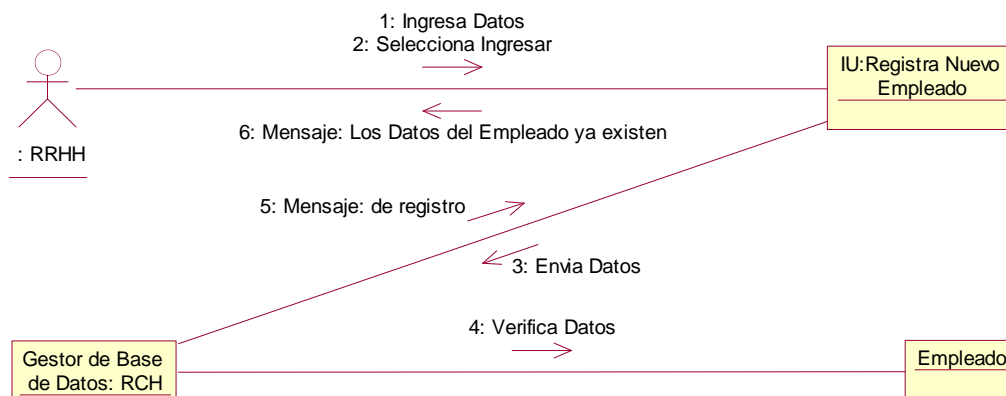 1: Ingresa Datos
2: Selecciona Ingresar
IU:Registra Nuevo
Empleado
6: Mensaje: Los Datos del Empleado ya existen
: RRHH
5: Mensaje: de registro
3: Envia Datos
4: Verifica Datos
Gestor de Base
de Datos: RCH
Empleado